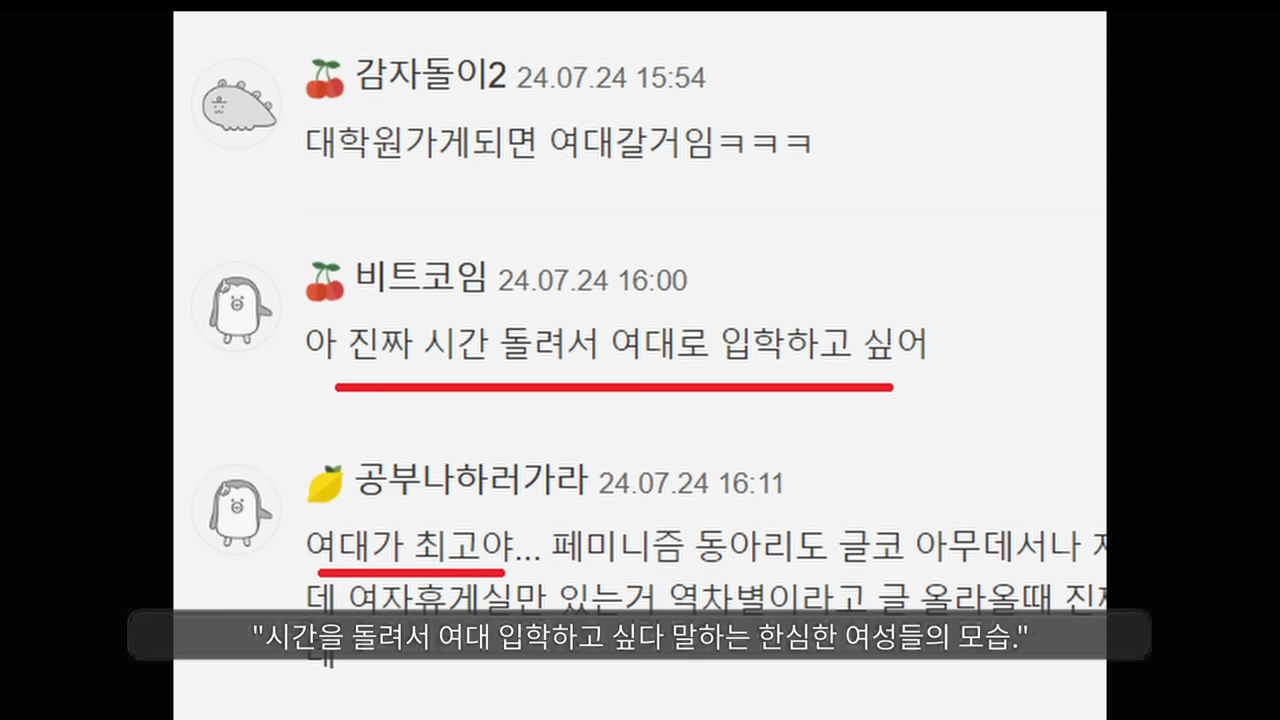 감자돌이2 24.07.24 15:54
대학원가게되면 여대갈거임ㅋㅋㅋ
비트코임 24.07.24 16:00
아 진짜 시간 돌려서 여대로 입학하고 싶어
공부나하러가라 24.07.24 16:11
여대가 최고야... 페미니즘 동아리도 글코 아무데서나
데 여자휴게실만 있는거 역차별이라고 글 올라올때
"시간을 돌려서 여대 입학하고 싶다 말하는 한심한 여성들의 모습."